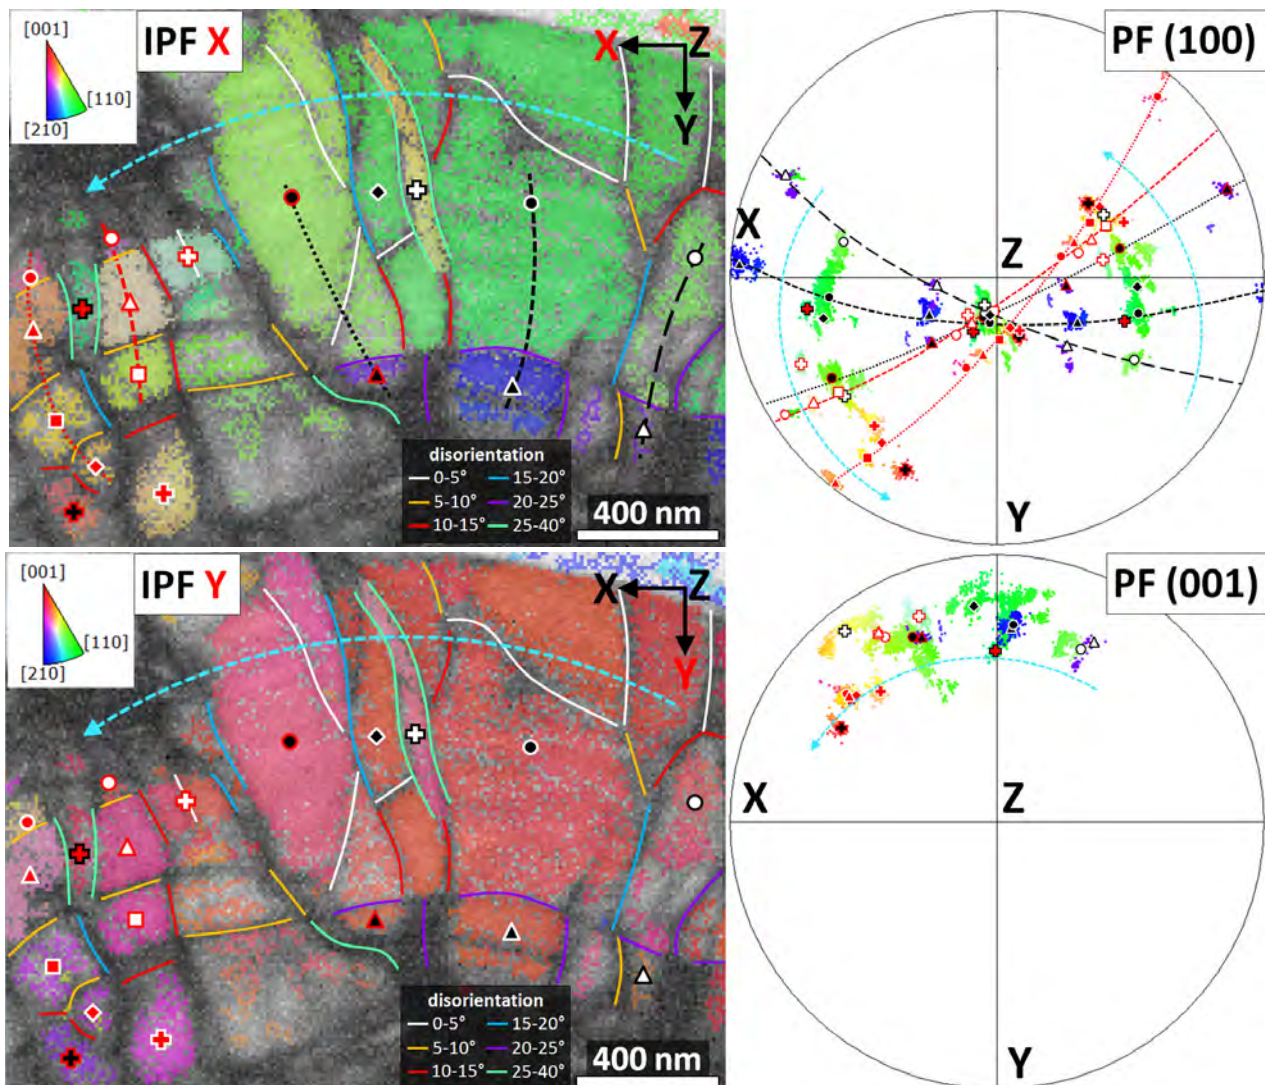 [001]
[110]
[210]
IPF X
X
Z
Y
disorientation
0-5°
15-20°
5-10°
20-25°
10-15°
25-40°
400 nm
PF (100)
X
Z
Y
[001]
[110]
[210]
IPF Y
X
Z
Y
disorientation
0-5°
15-20°
5-10°
20-25°
10-15°
25-40°
400 nm
PF (001)
X
Z
Y